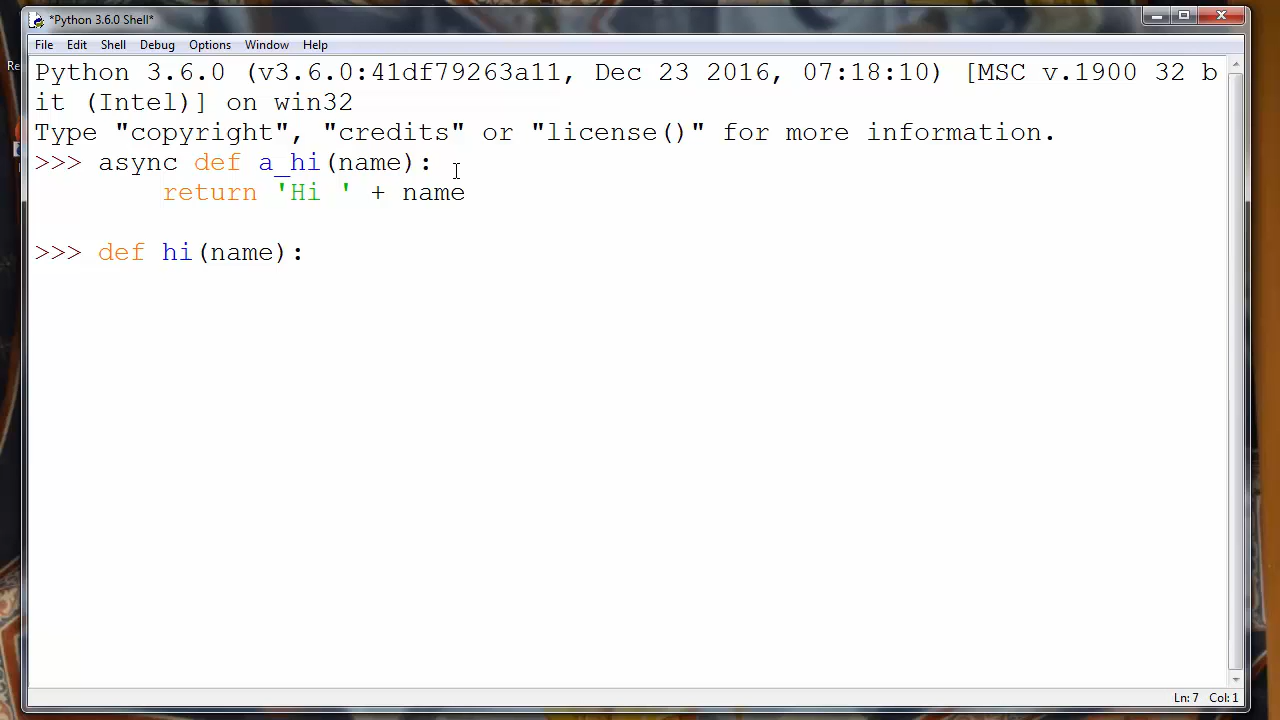 *Python 3.6.0 Shell*
File Edit Shell Debug Options Window Help
Python 3.6.0 (v3.6.0:41df79263a11, Dec 23 2016, 07:18:10) [MSC v.1900 32 b
it (Intel)] on win32
Type "copyright", "credits" or "license()" for more information.
>>> async def a_hi(name):
return 'Hi ' + name
>>> def hi(name):
Ln: 7 Col: 1
Re